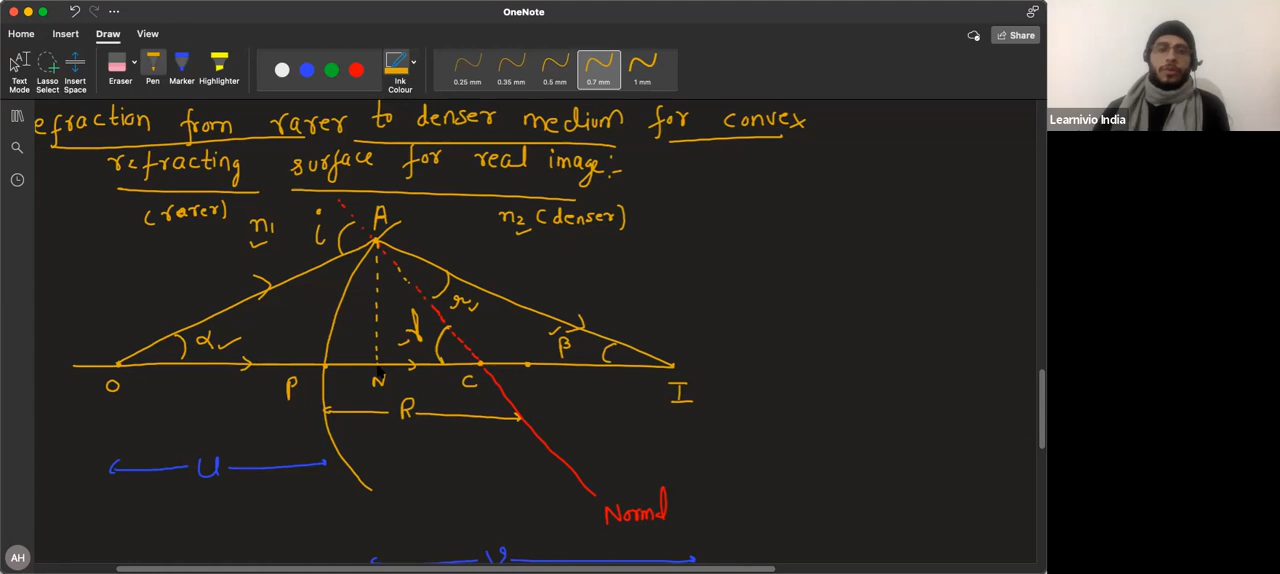 OneNote
Home Insert Draw View
Share
Text Mode
Lasso Select
Insert Space
Eraser
Pen
Marker
Highlighter
Ink Colour
0.25 mm
0.35 mm
0.5 mm
0.7 mm
1 mm
Learnivio India
efraction from rarer to denser medium for convex
refracting surface for real image:-
(rarer)
n1
i
A
n2 (denser)
α
r
γ
β
O
P
N
C
I
R
u
Normal
v
AH